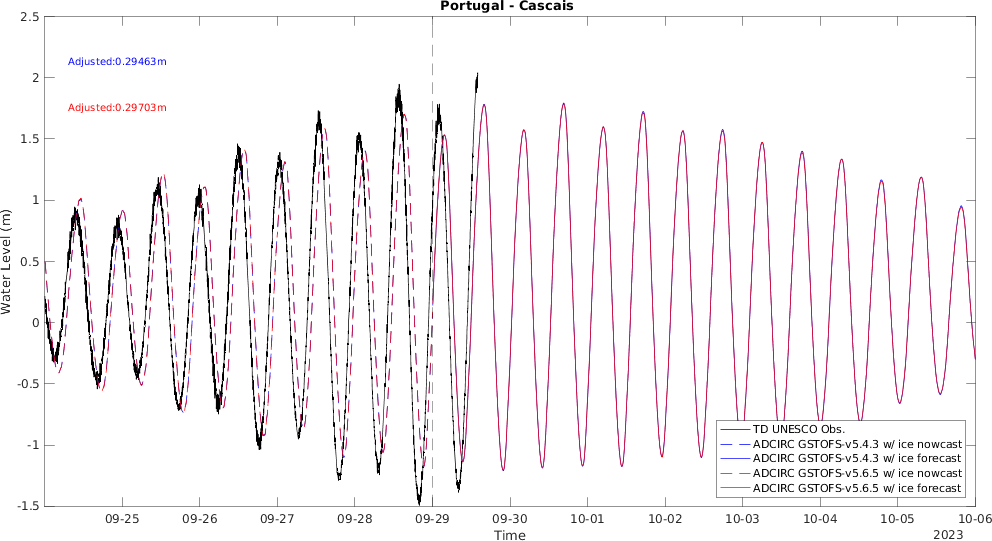 Portugal - Cascais
2.5
2
1.5
1
0.5
0
-0.5
-1
-1.5
Water Level (m)
Adjusted:0.29463m
Adjusted:0.29703m
TD UNESCO Obs.
ADCIRC GSTOFS-v5.4.3 w/ ice nowcast
ADCIRC GSTOFS-v5.4.3 w/ ice forecast
ADCIRC GSTOFS-v5.6.5 w/ ice nowcast
ADCIRC GSTOFS-v5.6.5 w/ ice forecast
09-25 09-26 09-27 09-28 09-29 09-30 10-01 10-02 10-03 10-04 10-05 10-06
Time
2023